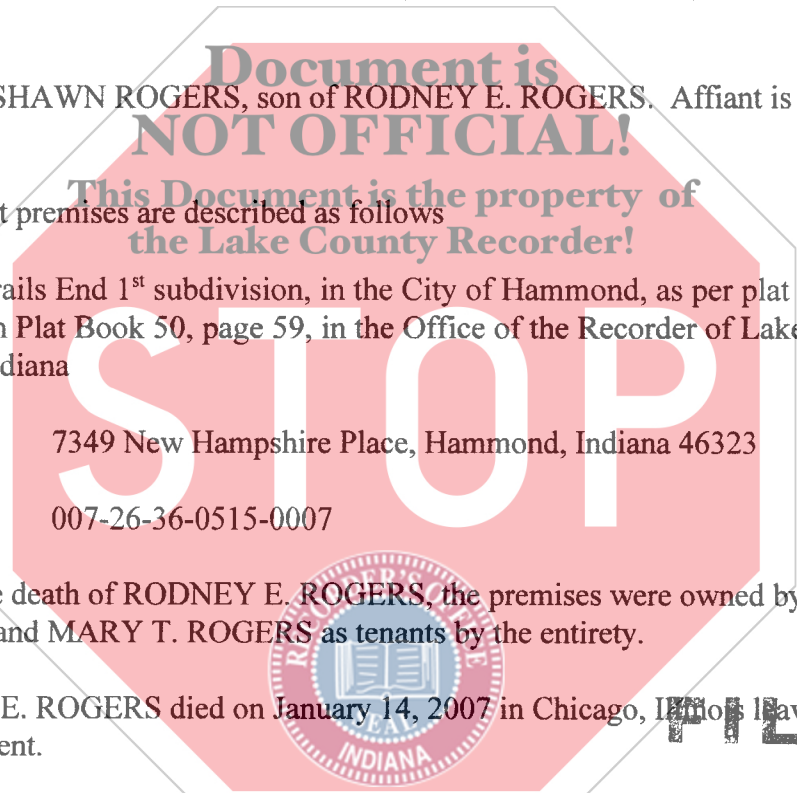 Document is
SHAWN ROGERS, son of RODNEY E. ROGERS. Affiant is
NOT OFFICIAL!
This Document is the property of
t premises are described as follows
the Lake County Recorder!
rails End 1st subdivision, in the City of Hammond, as per plat
n Plat Book 50, page 59, in the Office of the Recorder of Lake
diana
STOP
7349 New Hampshire Place, Hammond, Indiana 46323
007-26-36-0515-0007
e death of RODNEY E. ROGERS, the premises were owned by
and MARY T. ROGERS as tenants by the entirety.
E. ROGERS died on January 14, 2007 in Chicago, Illinois leav
FIL
ent.
SEAL
INDIANA